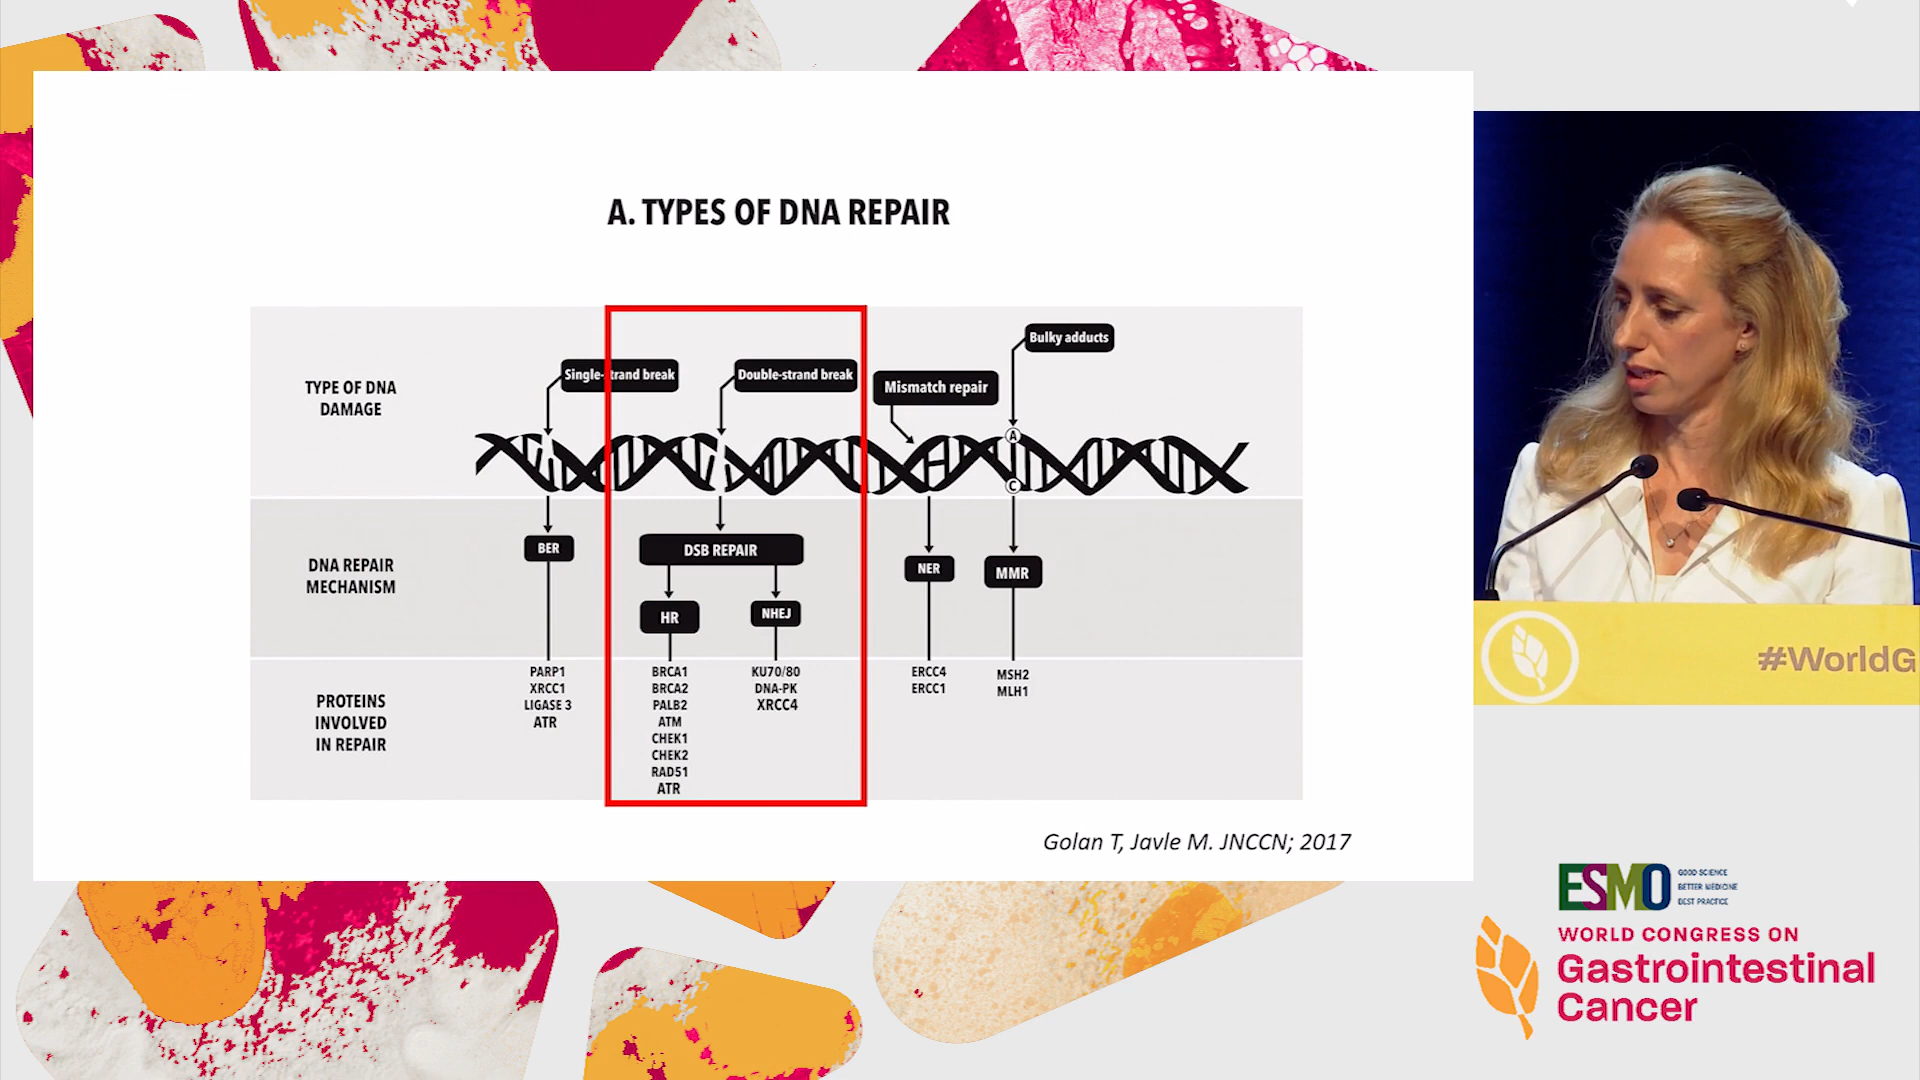 A. TYPES OF DNA REPAIR
TYPE OF DNA
DAMAGE
Single-strand break
Double-strand break
Mismatch repair
Bulky adducts
A
C
DNA REPAIR
MECHANISM
BER
DSB REPAIR
HR
NHEJ
NER
MMR
PROTEINS
INVOLVED
IN REPAIR
PARP1
XRCC1
LIGASE 3
ATR
BRCA1
BRCA2
PALB2
ATM
CHEK1
CHEK2
RAD51
ATR
KU70/80
DNA-PK
XRCC4
ERCC4
ERCC1
MSH2
MLH1
Golan T, Javle M. JNCCN; 2017
#WorldG
ESMO
GOOD SCIENCE
BETTER MEDICINE
BEST PRACTICE
WORLD CONGRESS ON
Gastrointestinal
Cancer